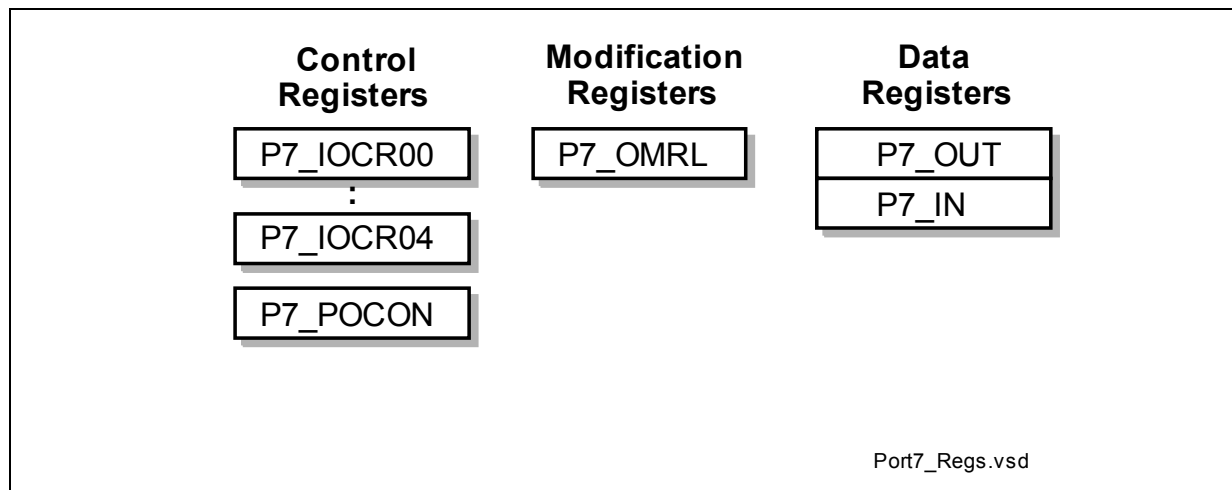 Control
Registers
P7_IOCR00
:
P7_IOCR04
P7_POCON
Modification
Registers
P7_OMRL
Data
Registers
P7_OUT
P7_IN
Port7_Regs.vsd